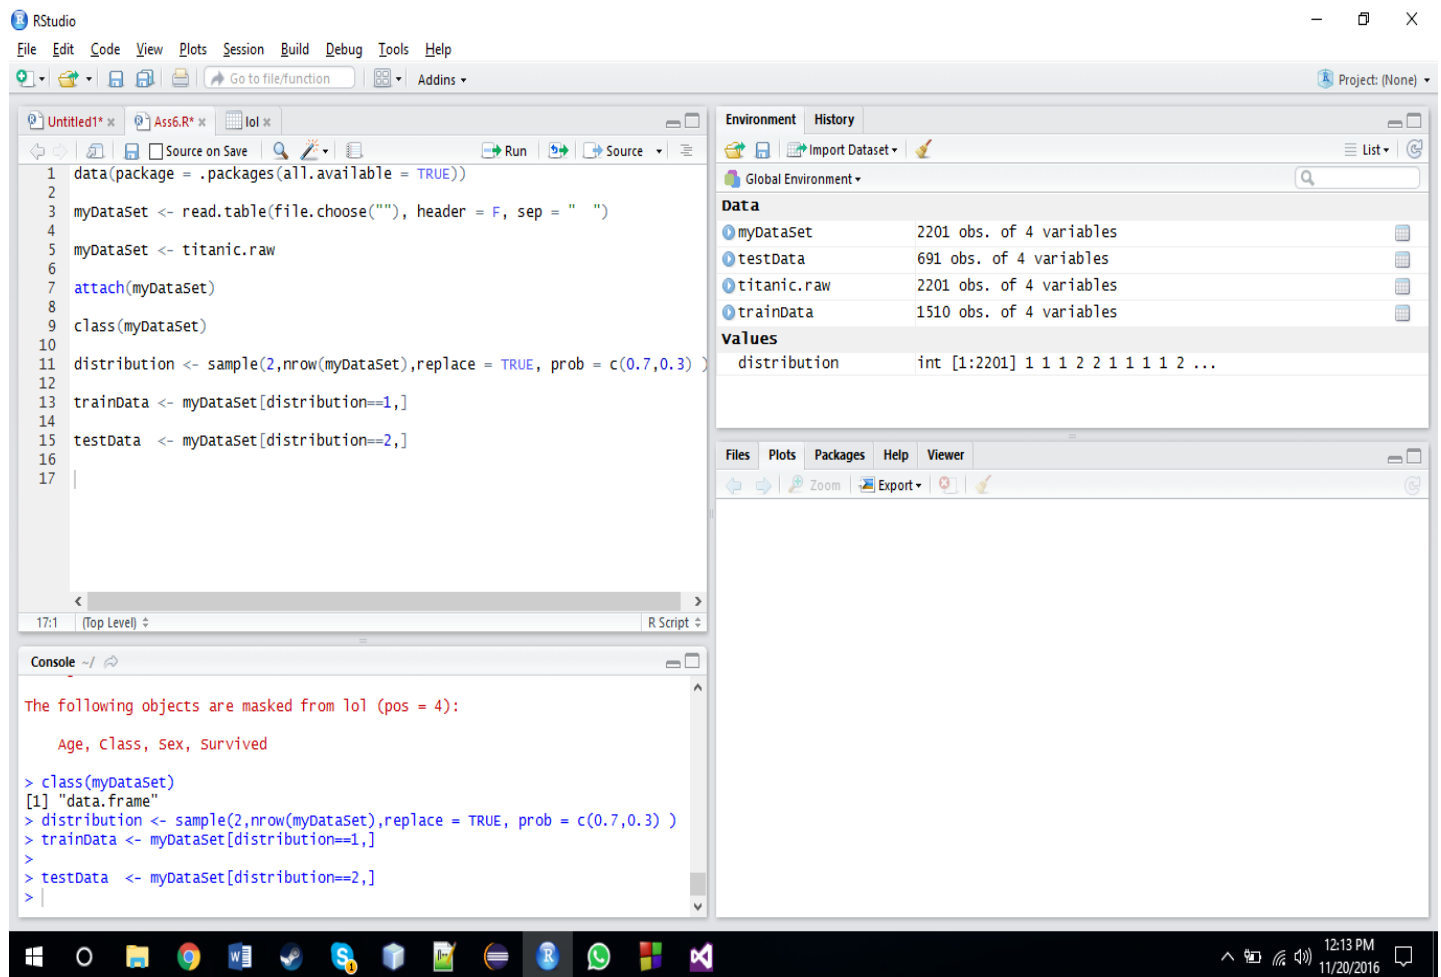 RStudio
File Edit Code View Plots Session Build Debug Tools Help
Go to file/function Addins Project: (None)
Untitled1* Ass6.R* lol
Source on Save Run Source
1 data(package = .packages(all.available = TRUE))
2
3 myDataSet <- read.table(file.choose(""), header = F, sep = "  ")
4
5 myDataSet <- titanic.raw
6
7 attach(myDataSet)
8
9 class(myDataSet)
10
11 distribution <- sample(2,nrow(myDataSet),replace = TRUE, prob = c(0.7,0.3) )
12
13 trainData <- myDataSet[distribution==1,]
14
15 testData  <- myDataSet[distribution==2,]
16
17
17:1 (Top Level) R Script
Console ~/
The following objects are masked from lol (pos = 4):
Age, Class, Sex, Survived
> class(myDataSet)
[1] "data.frame"
> distribution <- sample(2,nrow(myDataSet),replace = TRUE, prob = c(0.7,0.3) )
> trainData <- myDataSet[distribution==1,]
>
> testData  <- myDataSet[distribution==2,]
>
Environment History
Import Dataset List
Global Environment
Data
myDataSet 2201 obs. of 4 variables
testData 691 obs. of 4 variables
titanic.raw 2201 obs. of 4 variables
trainData 1510 obs. of 4 variables
Values
distribution int [1:2201] 1 1 1 2 2 1 1 1 1 2 ...
Files Plots Packages Help Viewer
Zoom Export
12:13 PM
11/20/2016